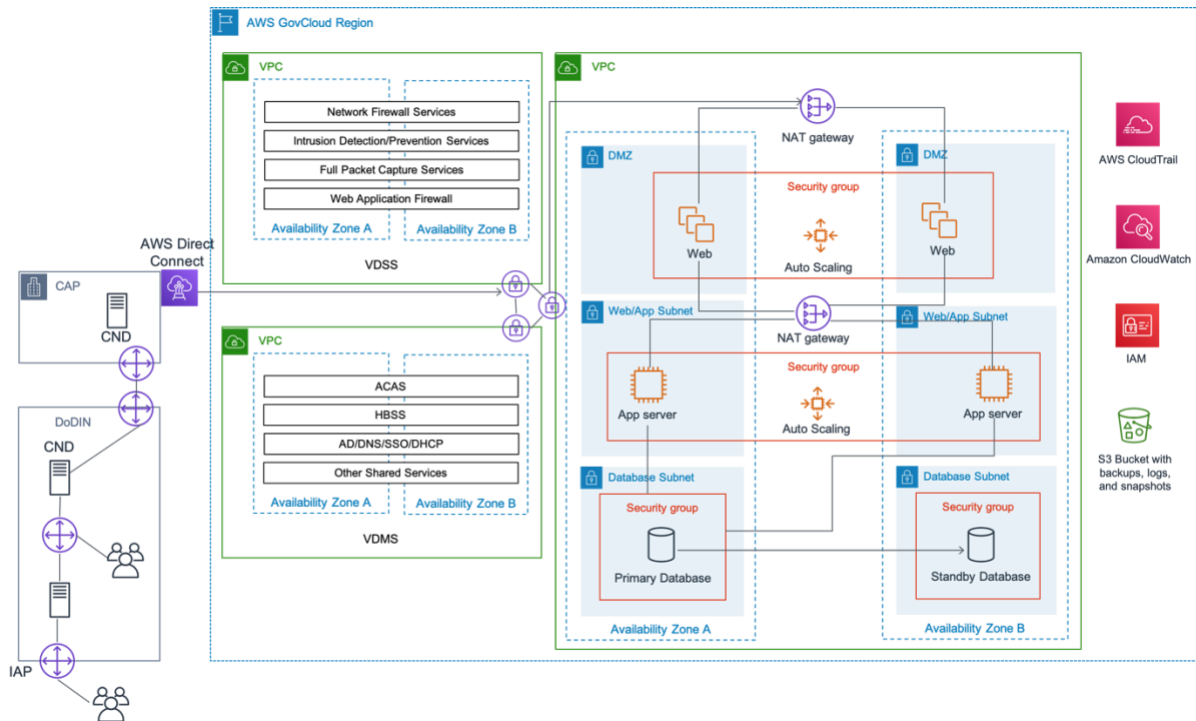 AWS GovCloud Region
VPC
Network Firewall Services
Intrusion Detection/Prevention Services
Full Packet Capture Services
Web Application Firewall
Availability Zone A
Availability Zone B
VDSS
AWS Direct
Connect
CAP
CND
DoDIN
CND
IAP
VPC
ACAS
HBSS
AD/DNS/SSO/DHCP
Other Shared Services
Availability Zone A
Availability Zone B
VDMS
VPC
NAT gateway
DMZ
DMZ
Security group
Web
Web
Auto Scaling
Web/App Subnet
Web/App Subnet
NAT gateway
Security group
App server
App server
Auto Scaling
Database Subnet
Database Subnet
Security group
Security group
Primary Database
Standby Database
Availability Zone A
Availability Zone B
AWS CloudTrail
Amazon CloudWatch
IAM
S3 Bucket with
backups, logs,
and snapshots